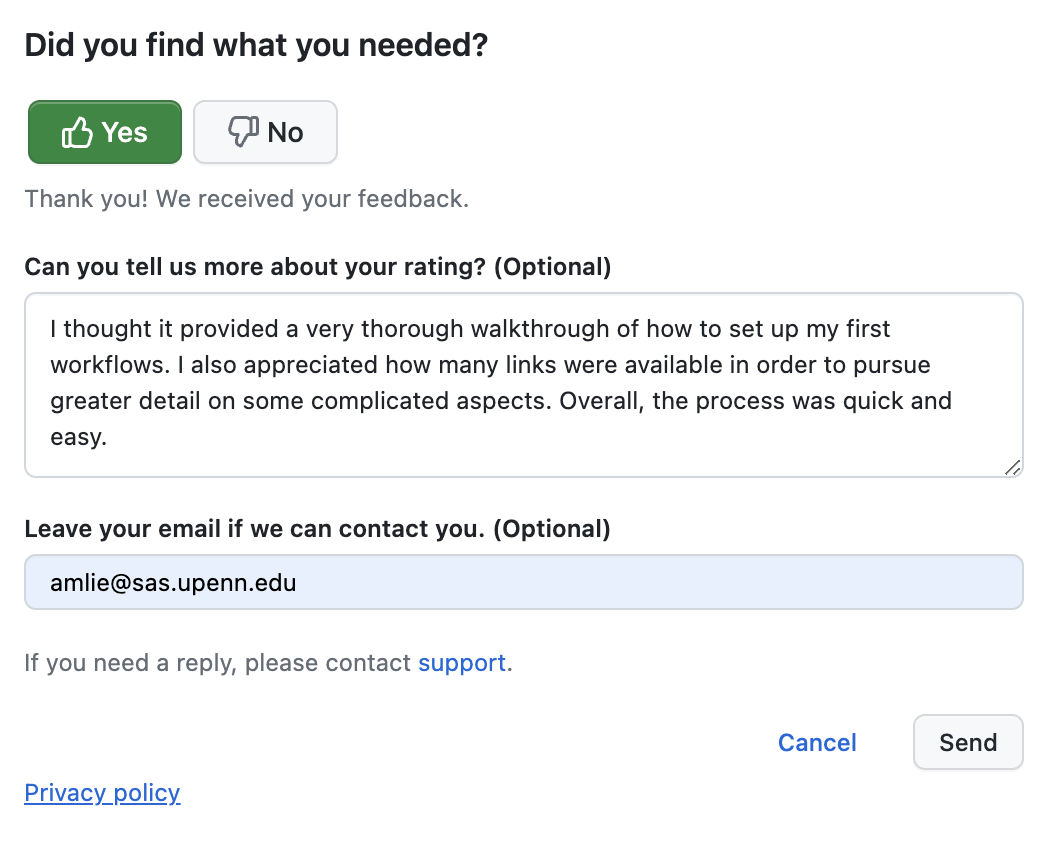 Did you find what you needed?
Yes
No
Thank you! We received your feedback.
Can you tell us more about your rating? (Optional)
I thought it provided a very thorough walkthrough of how to set up my first
workflows. I also appreciated how many links were available in order to pursue
greater detail on some complicated aspects. Overall, the process was quick and
easy.
Leave your email if we can contact you. (Optional)
amlie@sas.upenn.edu
If you need a reply, please contact support.
Cancel
Send
Privacy policy